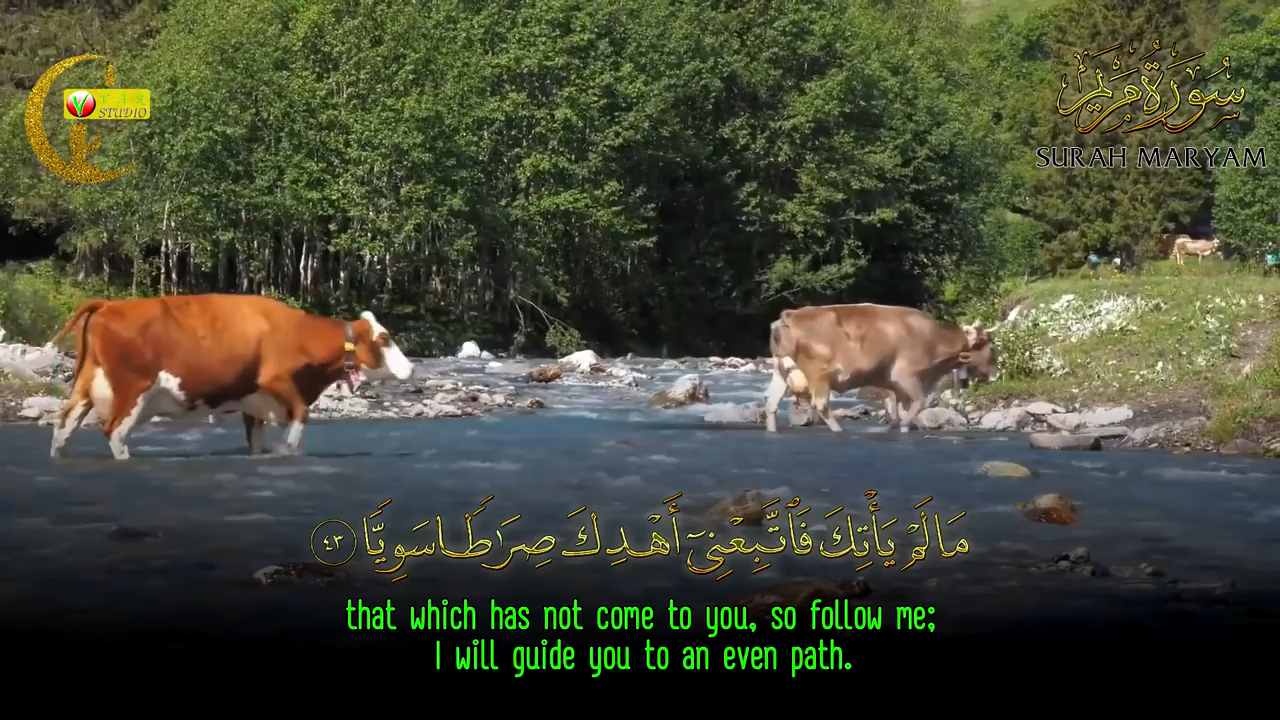 V
STUDIO
سُورَةُ مَرْيَم
SURAH MARYAM
مَا لَمْ يَأْتِكَ فَٱتَّبِعْنِىٓ أَهْدِكَ صِرَٰطًا سَوِيًّا ٤٣
that which has not come to you, so follow me;
I will guide you to an even path.